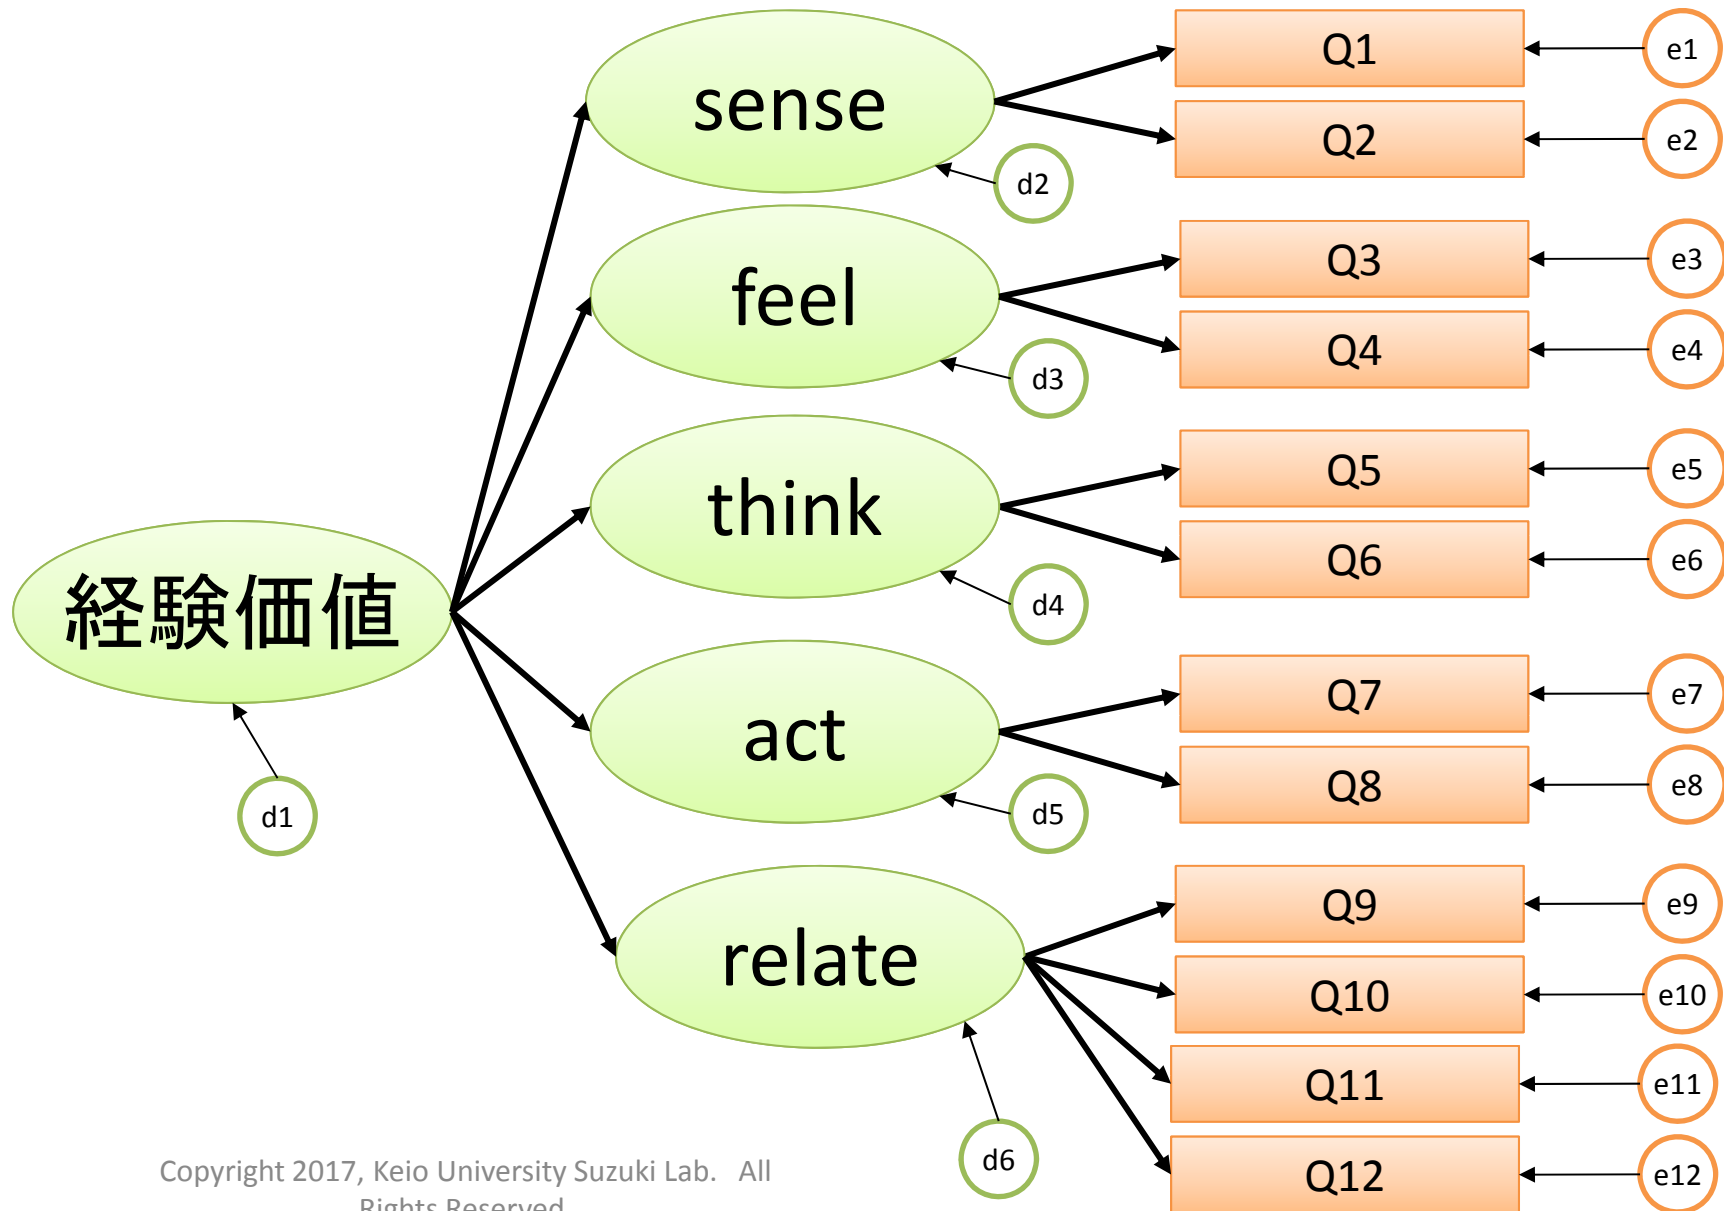 sense
Q1
e1
Q2
e2
d2
feel
Q3
e3
Q4
e4
d3
think
Q5
e5
Q6
e6
d4
経験価値
d1
act
Q7
e7
Q8
e8
d5
relate
Q9
e9
Q10
e10
Q11
e11
Q12
e12
d6
Copyright 2017, Keio University Suzuki Lab. All
Rights Reserved